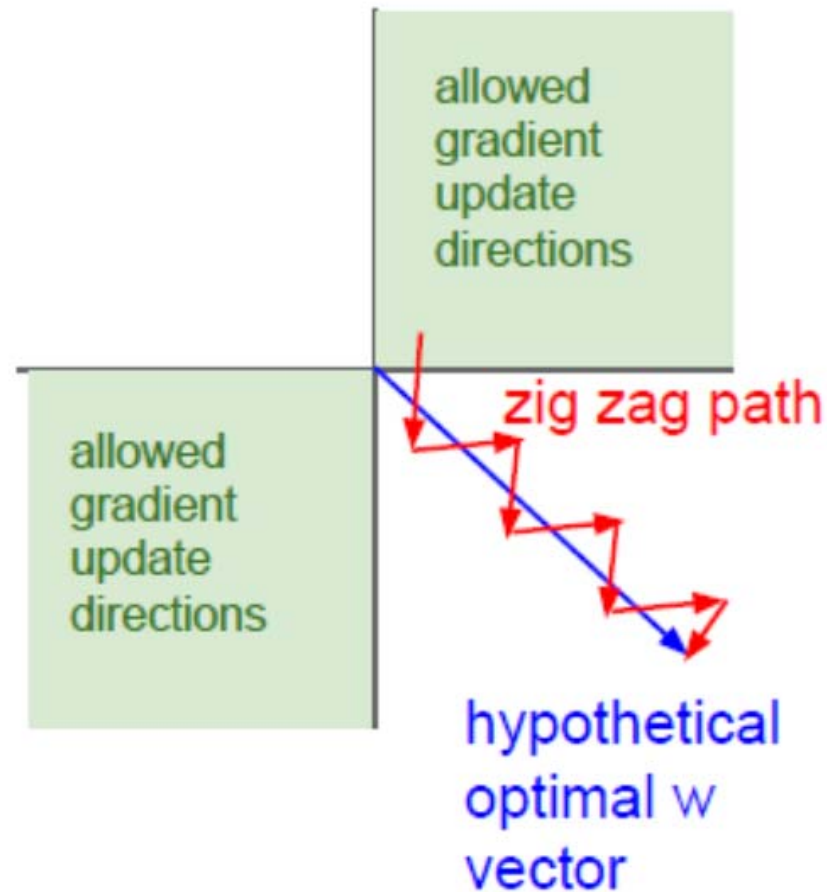 allowed
gradient
update
directions
zig zag path
allowed
gradient
update
directions
hypothetical
optimal w
vector